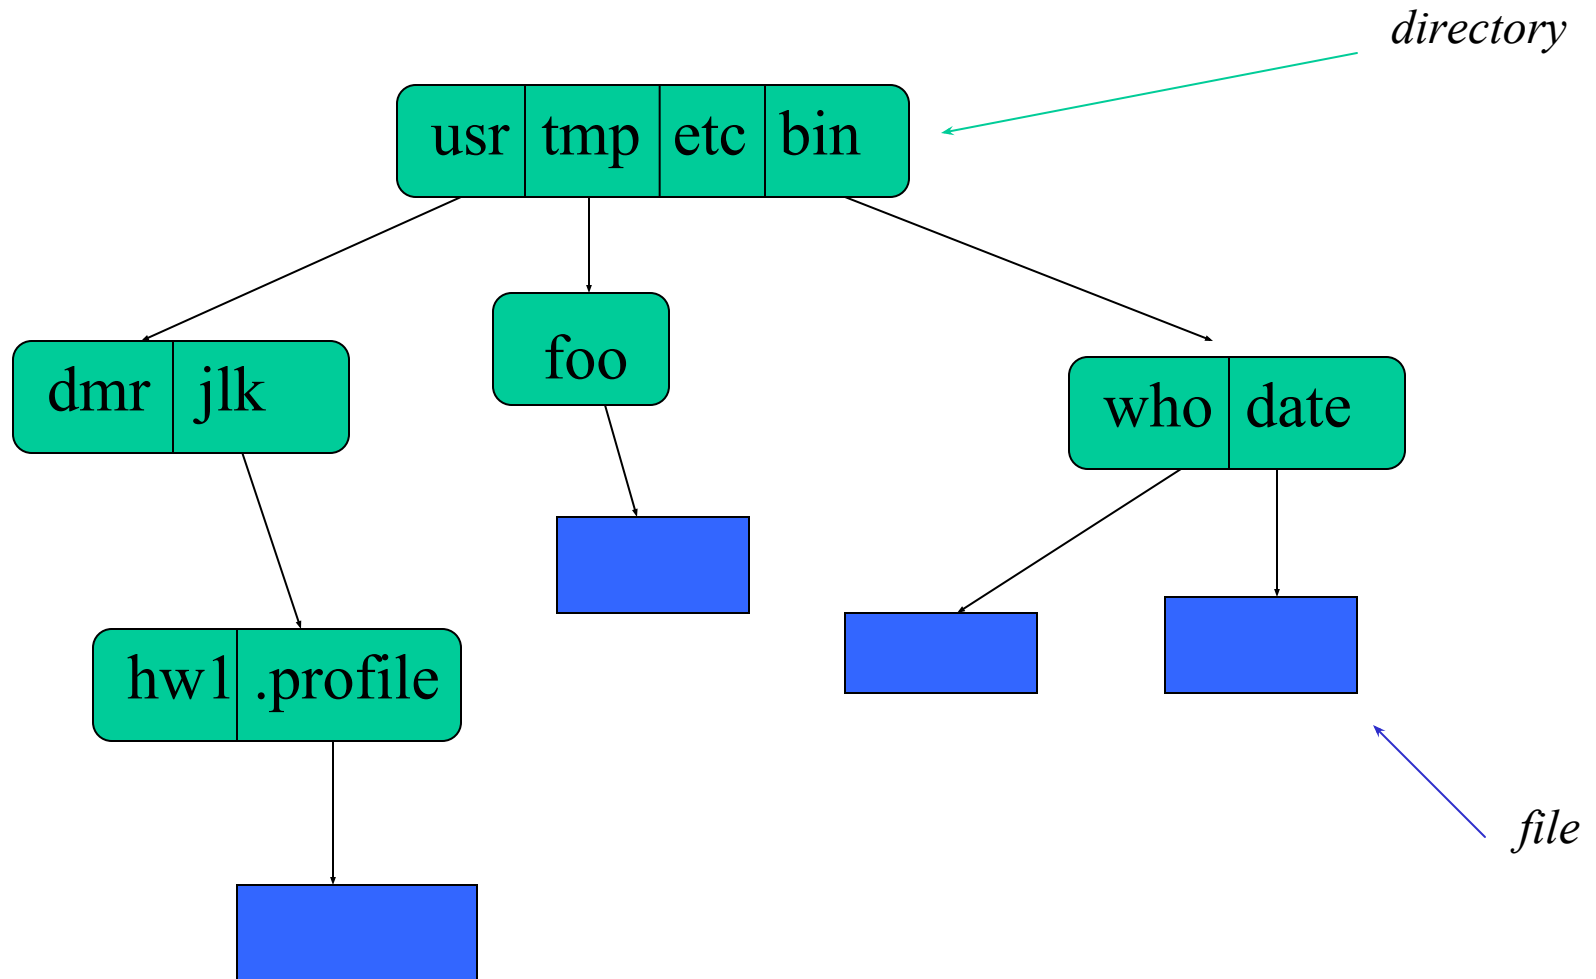 directory
usr tmp etc bin
foo
dmr jlk
who date
hw1 .profile
file